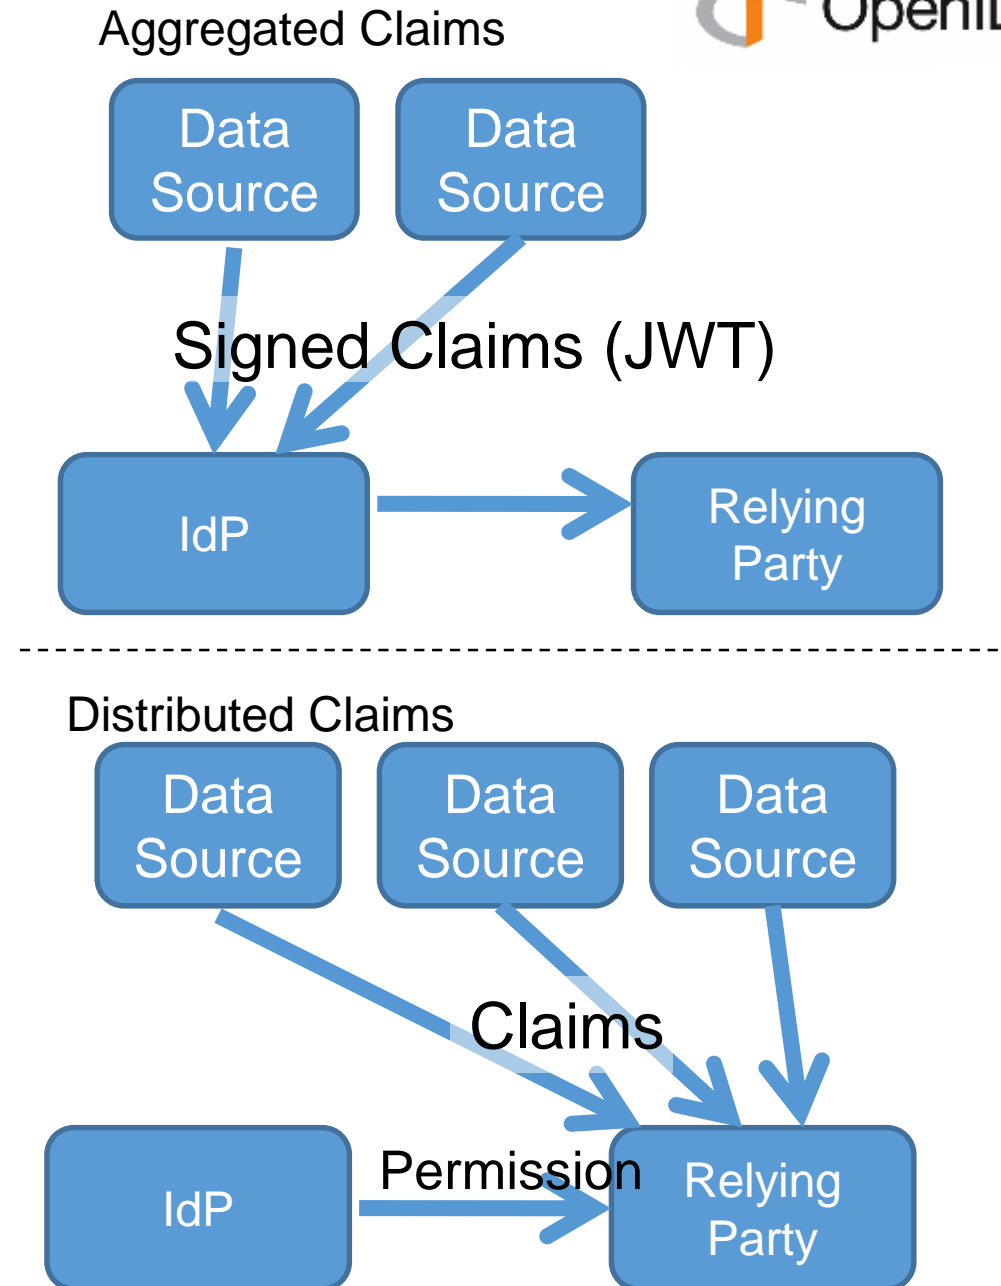 Aggregated Claims
Data
Source
Data
Source
Signed Claims (JWT)
IdP
Relying
Party
Distributed Claims
Data
Source
Data
Source
Data
Source
Claims
Permission
IdP
Relying
Party